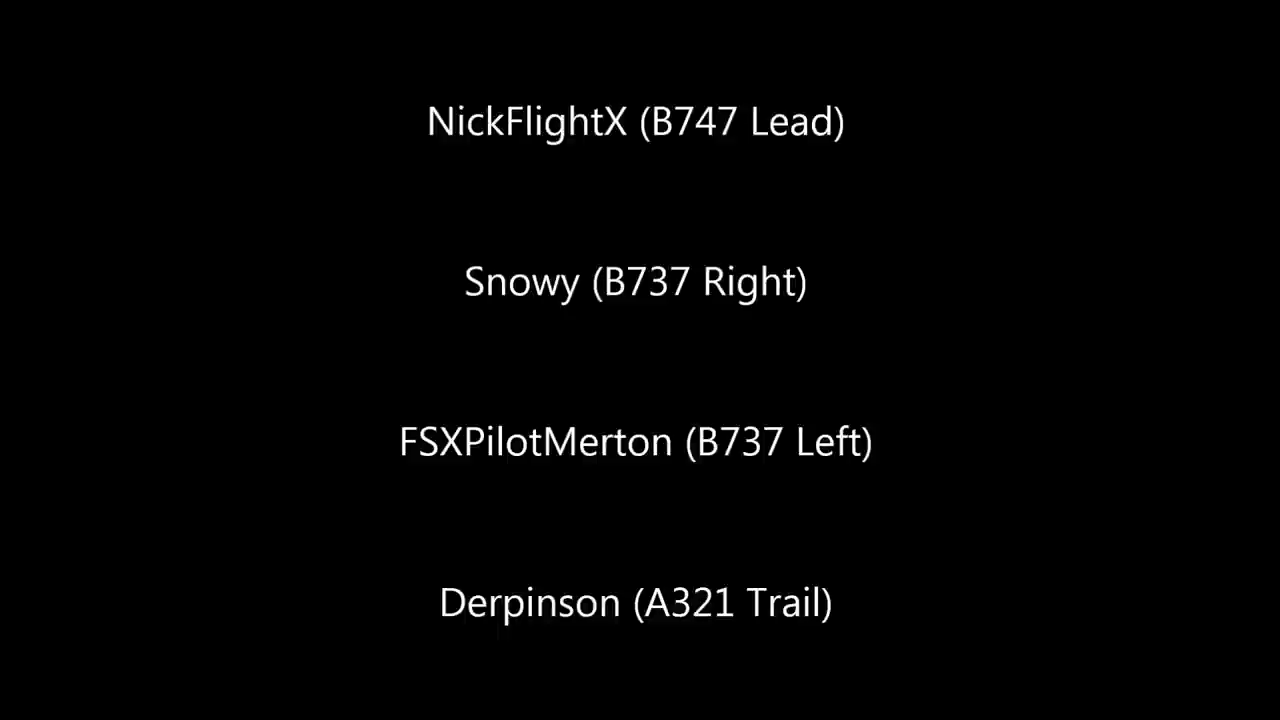 NickFlightX (B747 Lead)
Snowy (B737 Right)
FSXPilotMerton (B737 Left)
Derpinson (A321 Trail)